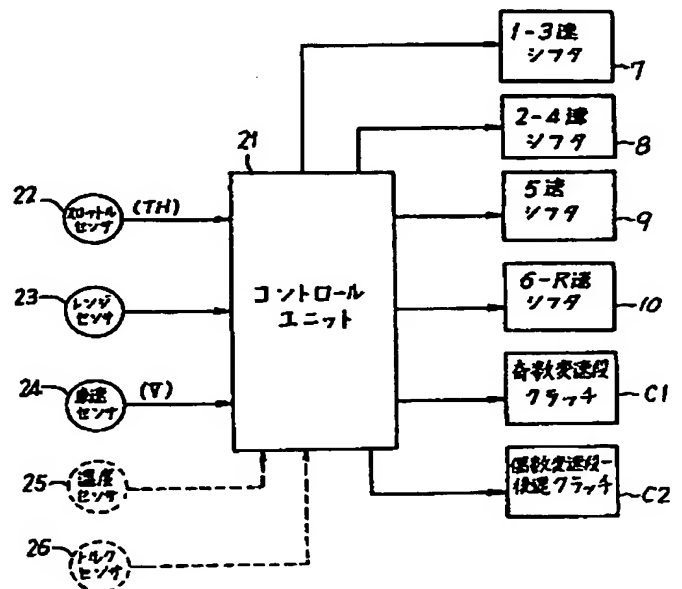 1-3速
シフタ
7
2-4速
シフタ
8
21
5速
シフタ
9
22
スロットル
センサ
(TH)
6-R速
シフタ
10
23
レンジ
センサ
コントロール
ユニット
24
車速
センサ
(V)
奇数変速段
クラッチ
C1
25
温度
センサ
偶数変速段-
後進クラッチ
C2
26
トルク
センサ